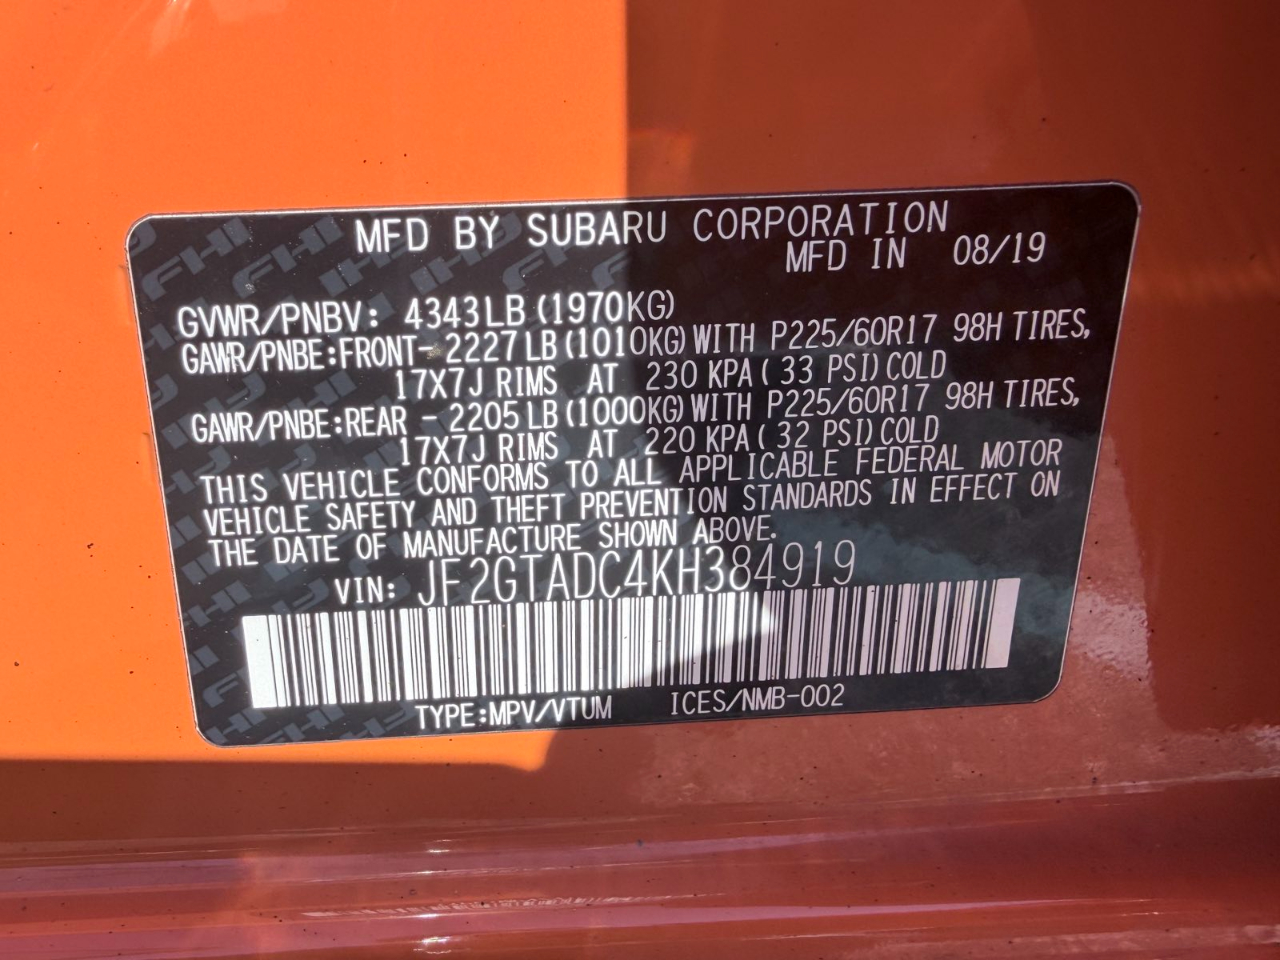 MFD BY SUBARU CORPORATION
MFD IN 08/19
GVWR/PNBV: 4343LB (1970KG)
GAWR/PNBE:FRONT-2227LB(1010KG)WITH P225/60R17 98H TIRES,
17X7J RIMS AT 230 KPA( 33 PSI)COLD
GAWR/PNBE:REAR -2205LB(1000KG)WITH P225/60R17 98H TIRES,
17X7J RIMS AT 220 KPA( 32 PSI)COLD
THIS VEHICLE CONFORMS TO ALL APPLICABLE FEDERAL MOTOR
VEHICLE SAFETY AND THEFT PREVENTION STANDARDS IN EFFECT ON
THE DATE OF MANUFACTURE SHOWN ABOVE.
VIN: JF2GTADC4KH384919
TYPE:MPV/VTUM ICES/NMB-002